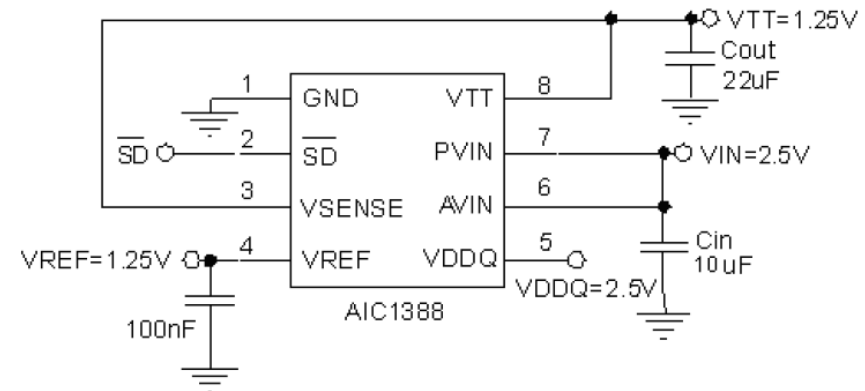 VTT=1.25V
Cout
22uF
1
GND
VTT
8
SD
2
SD
PVIN
7
VIN=2.5V
3
VSENSE
AVIN
6
VREF=1.25V
4
VREF
VDDQ
5
Cin
10uF
VDDQ=2.5V
100nF
AIC1388